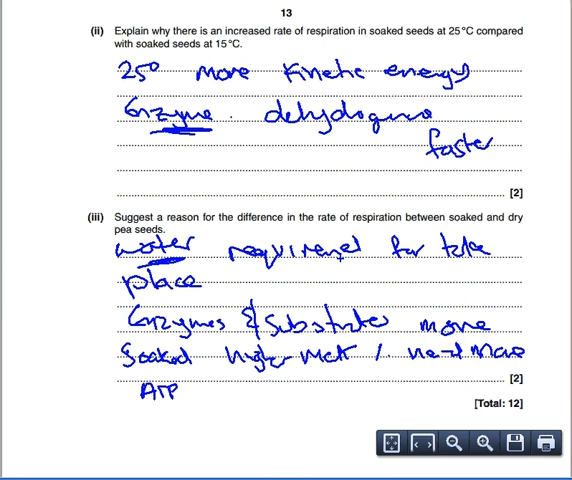 13
(ii) Explain why there is an increased rate of respiration in soaked seeds at 25°C compared
with soaked seeds at 15°C.
25° more kinetic energy
Enzyme. dehydrogenase
faster
[2]
(iii) Suggest a reason for the difference in the rate of respiration between soaked and dry
pea seeds.
water required for take
place
Enzymes & substrates move
Soaked higher met / need more
[2]
ATP
[Total: 12]